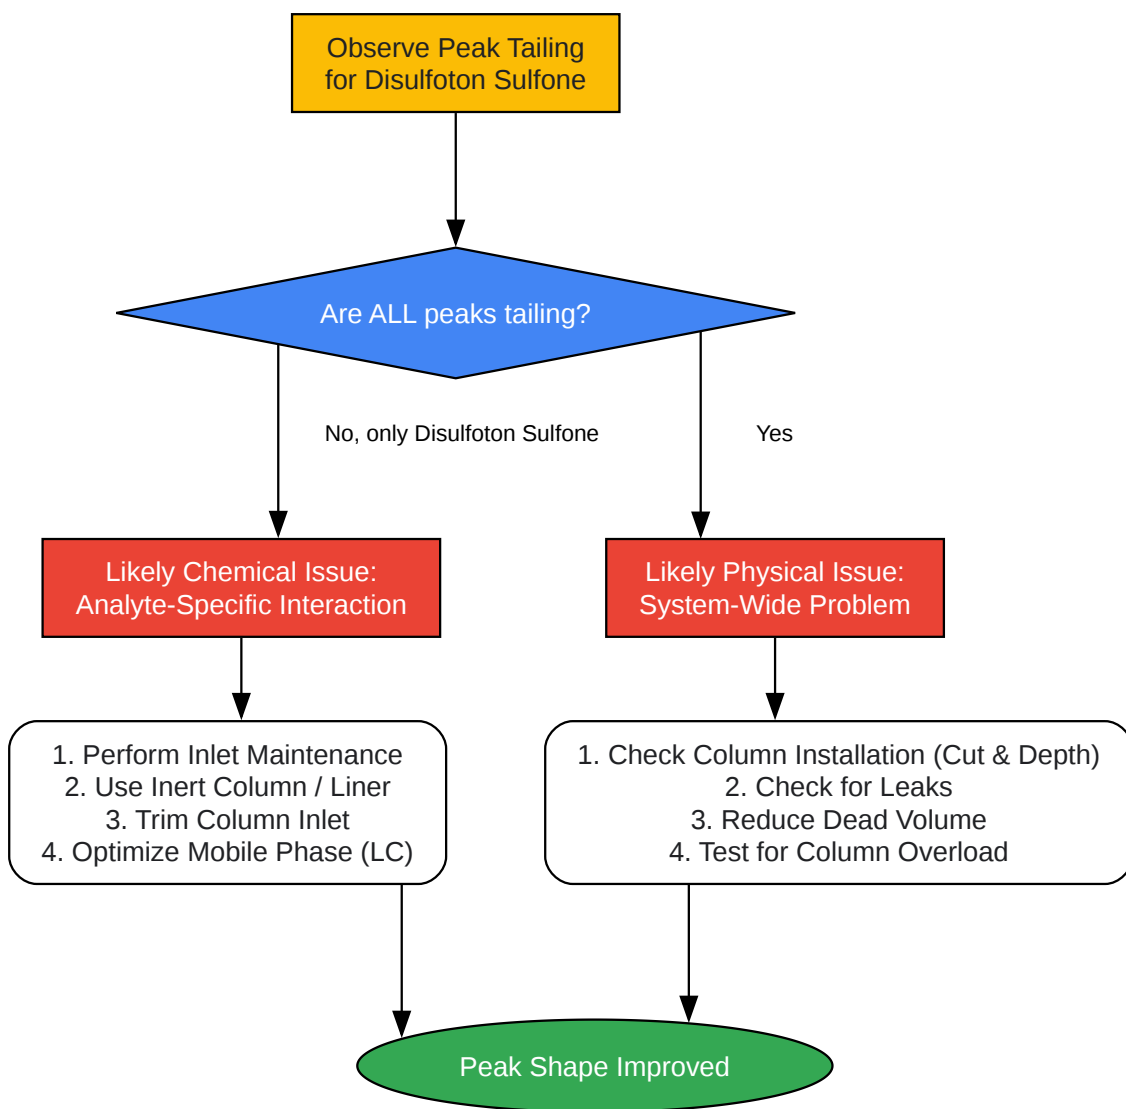 Observe Peak Tailing
for Disulfoton Sulfone
Are ALL peaks tailing?
No, only Disulfoton Sulfone
Yes
Likely Chemical Issue:
Analyte-Specific Interaction
Likely Physical Issue:
System-Wide Problem
1. Perform Inlet Maintenance
2. Use Inert Column / Liner
3. Trim Column Inlet
4. Optimize Mobile Phase (LC)
1. Check Column Installation (Cut & Depth)
2. Check for Leaks
3. Reduce Dead Volume
4. Test for Column Overload
Peak Shape Improved